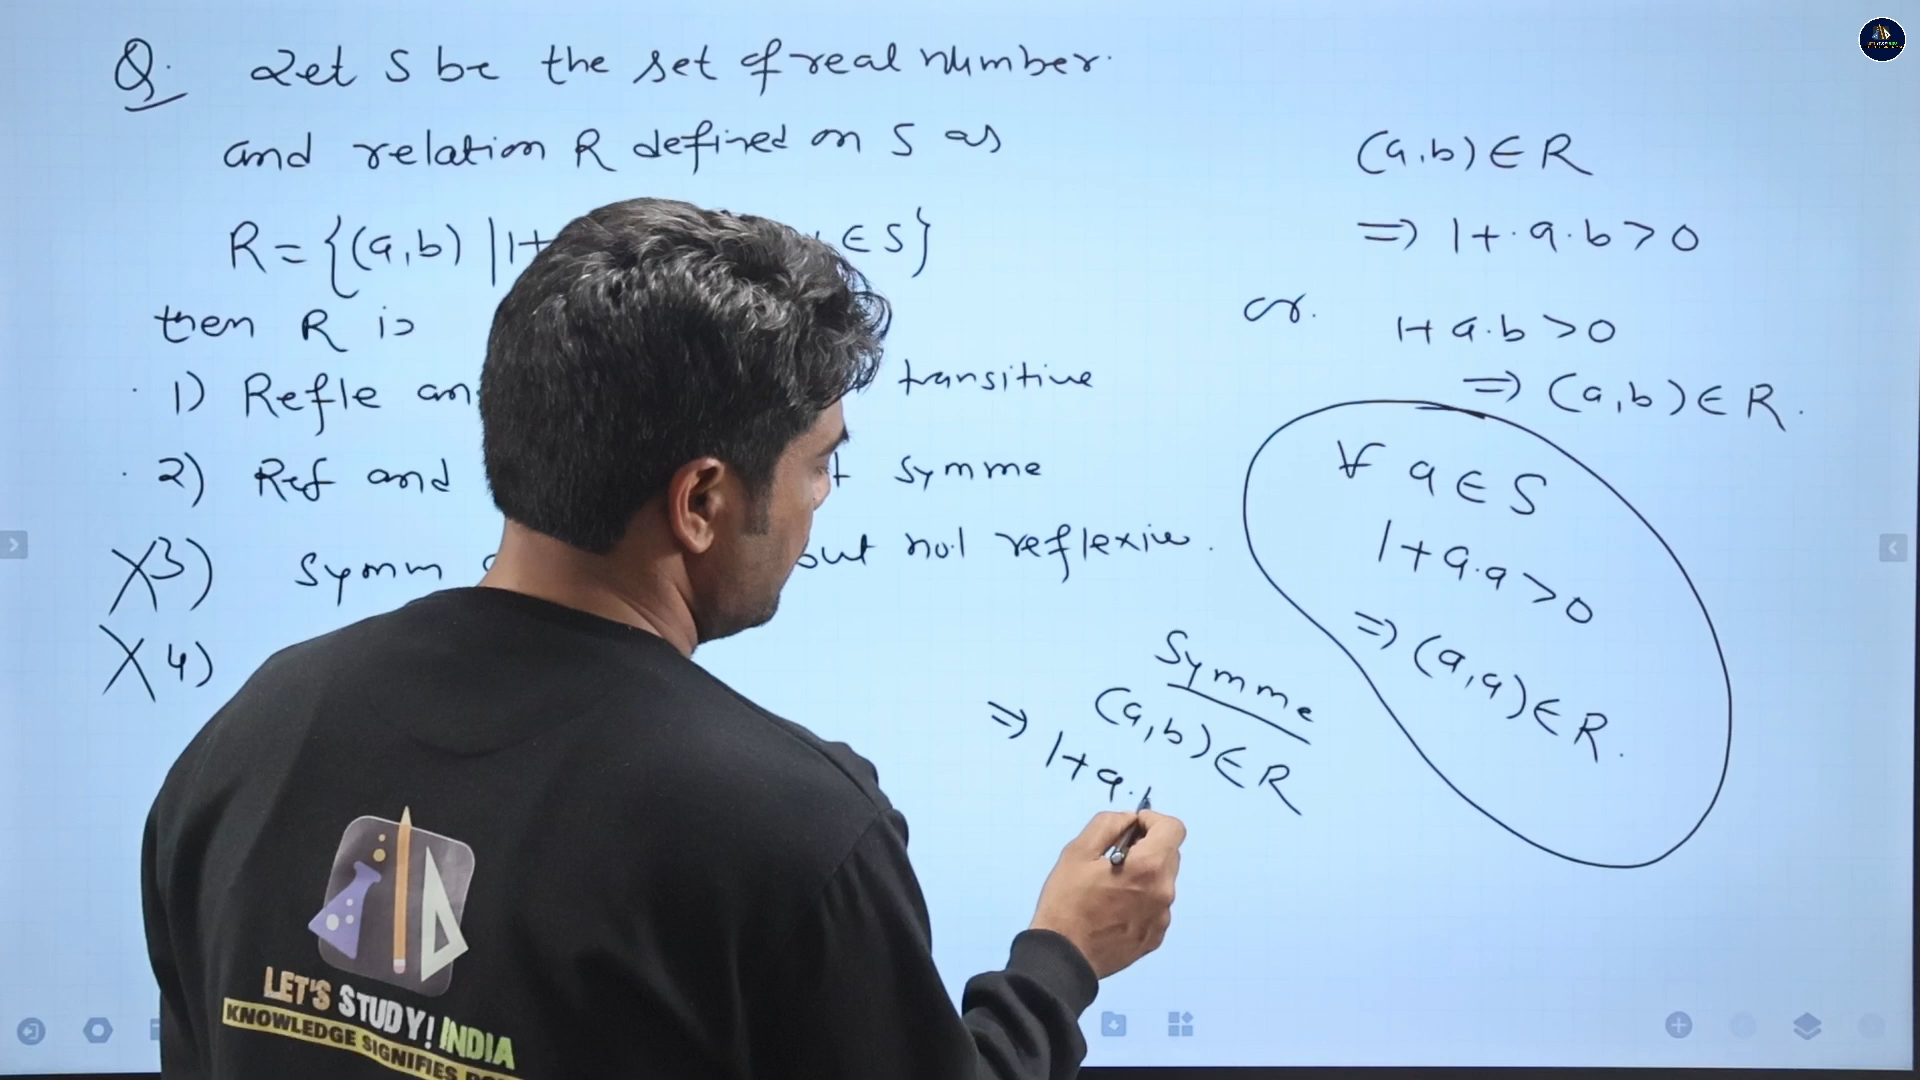 Q. Let S be the set of real number.
and relation R defined on S as
R = {(a,b) | 1+ ∈ S}
then R is
1) Refle an transitive
2) Ref and symme
X 3) Symm but not reflexive.
X 4)
(a,b) ∈ R
⇒ 1+.a.b > 0
or. 1+ a.b > 0
⇒ (a,b) ∈ R.
∀ a ∈ S
1+a.a > 0
⇒ (a,a) ∈ R.
Symme
(a,b) ∈ R
⇒ 1+a.
LET'S STUDY! INDIA
KNOWLEDGE SIGNIFIES